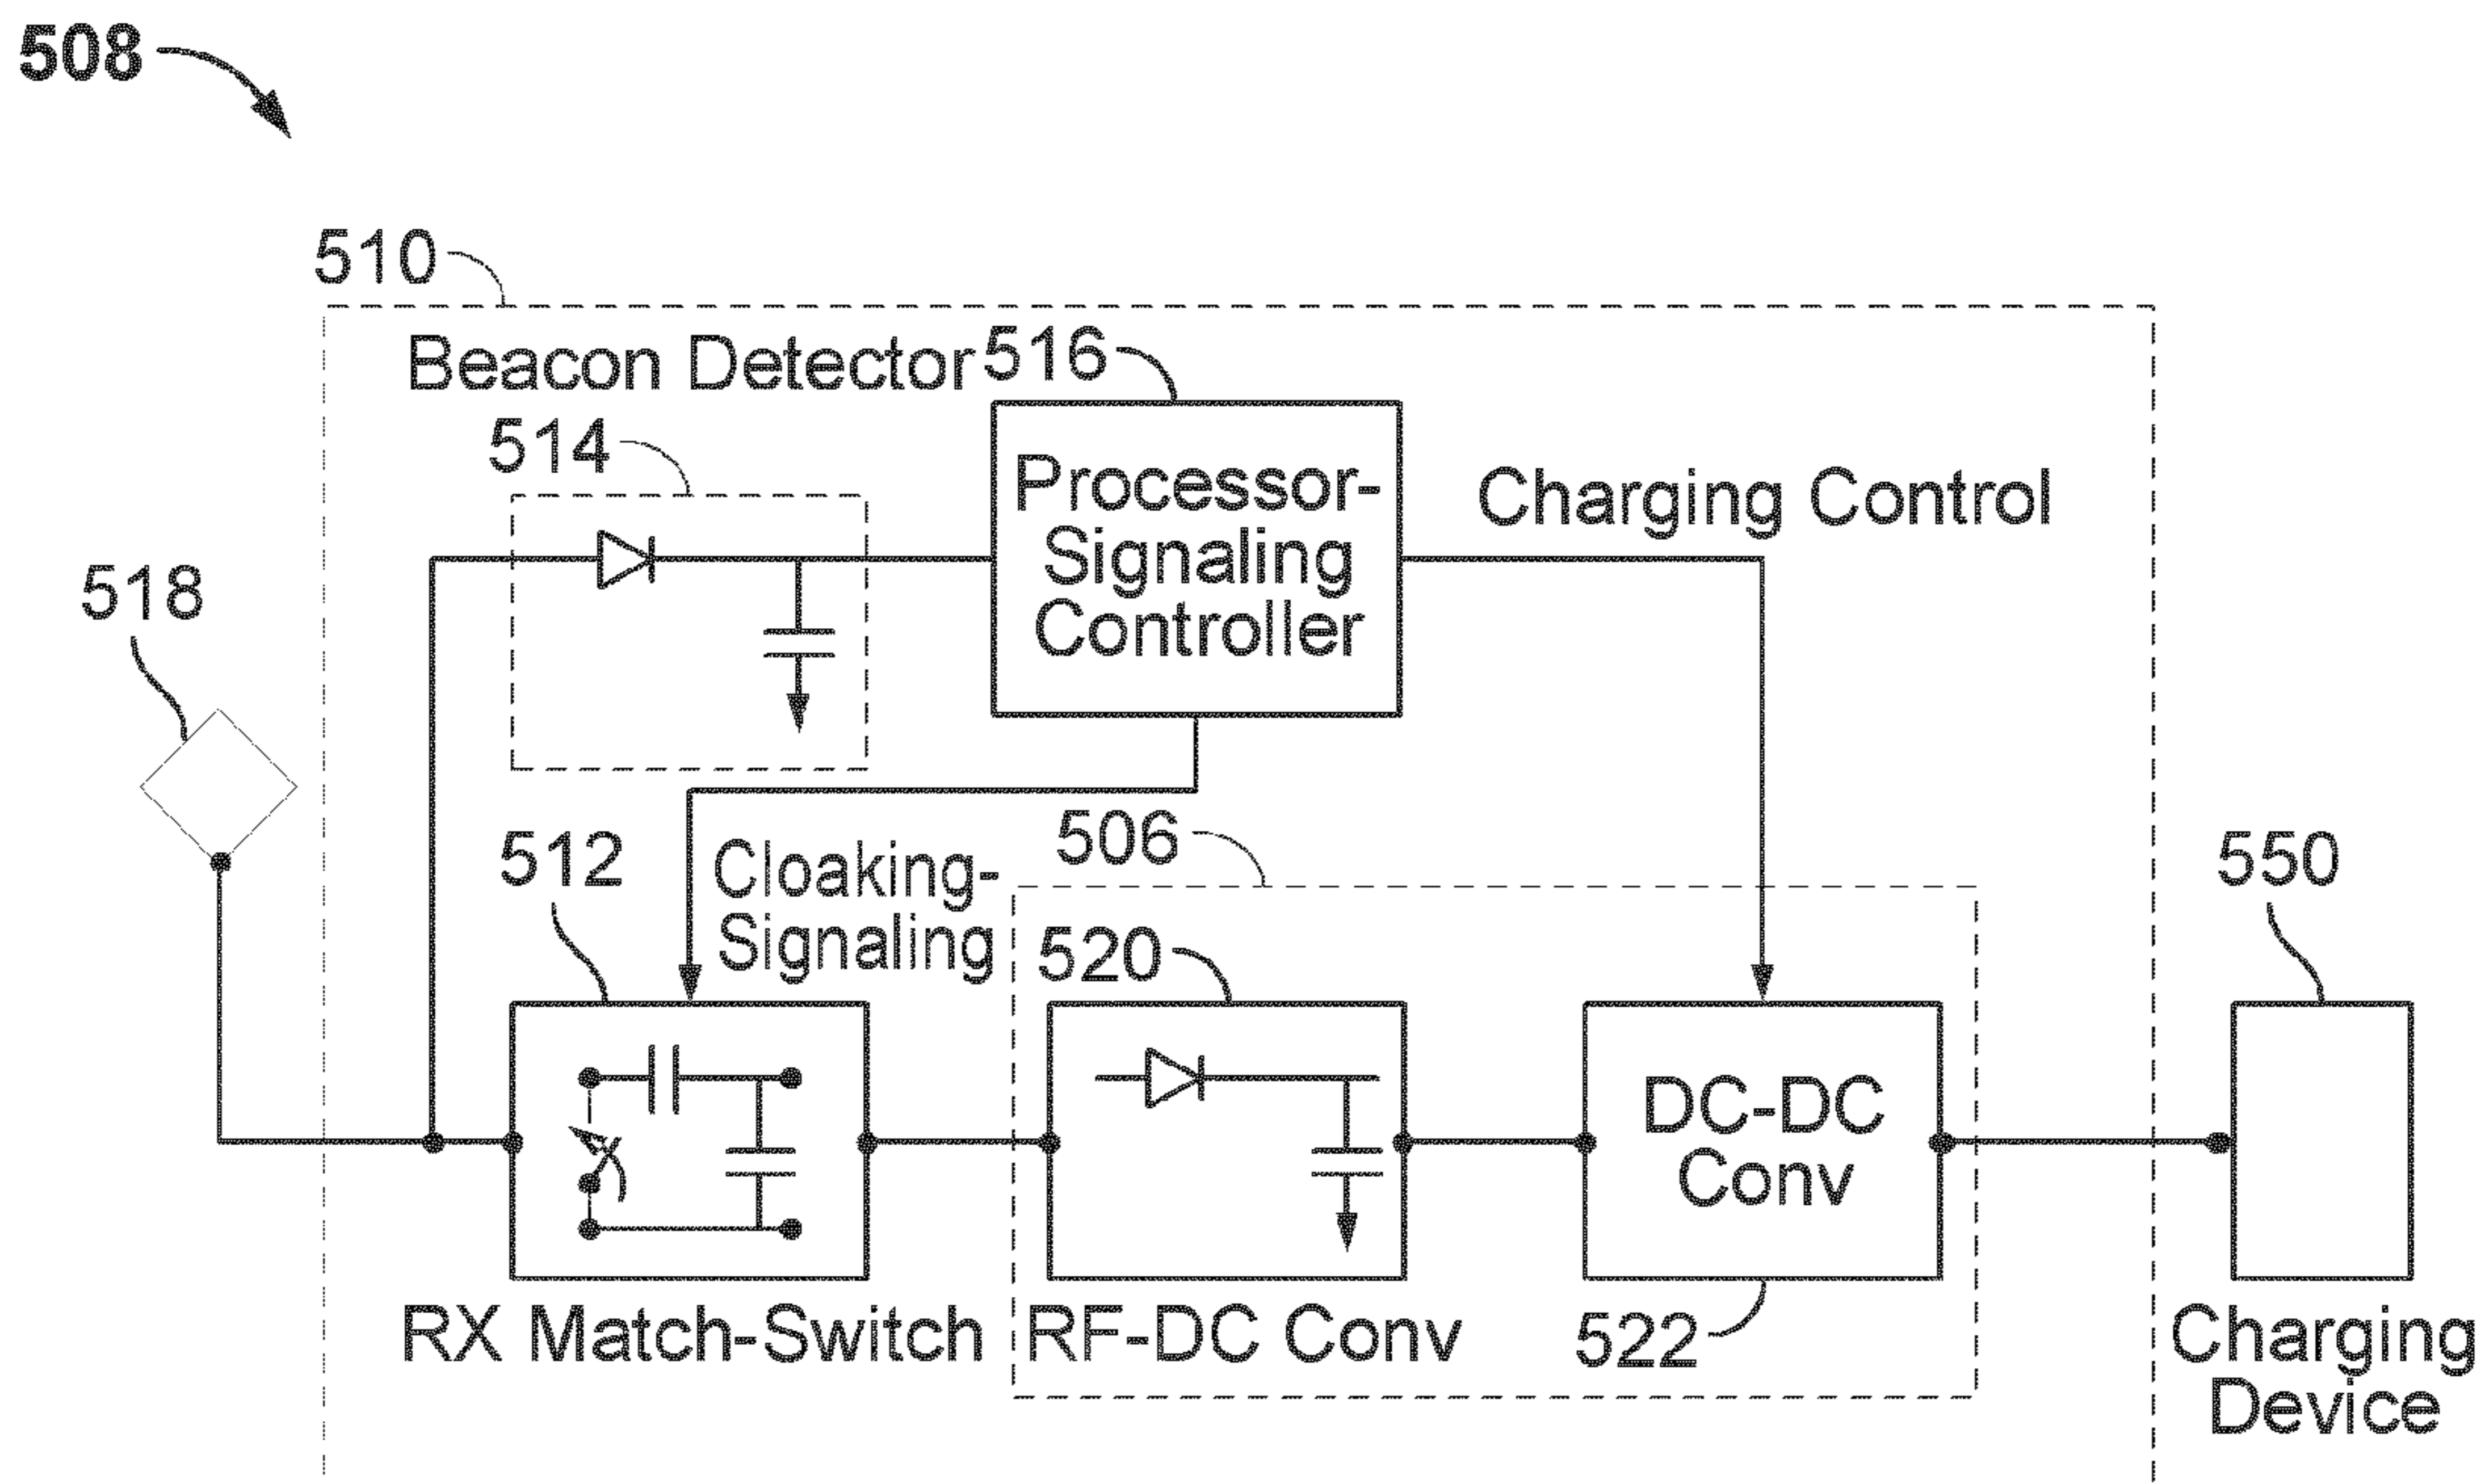 508
510
Beacon Detector
516
514
Processor-
Signaling
Controller
Charging Control
518
512
Cloaking-
Signaling
506
520
550
DC-DC
Conv
RX Match-Switch
RF-DC Conv
522
Charging
Device